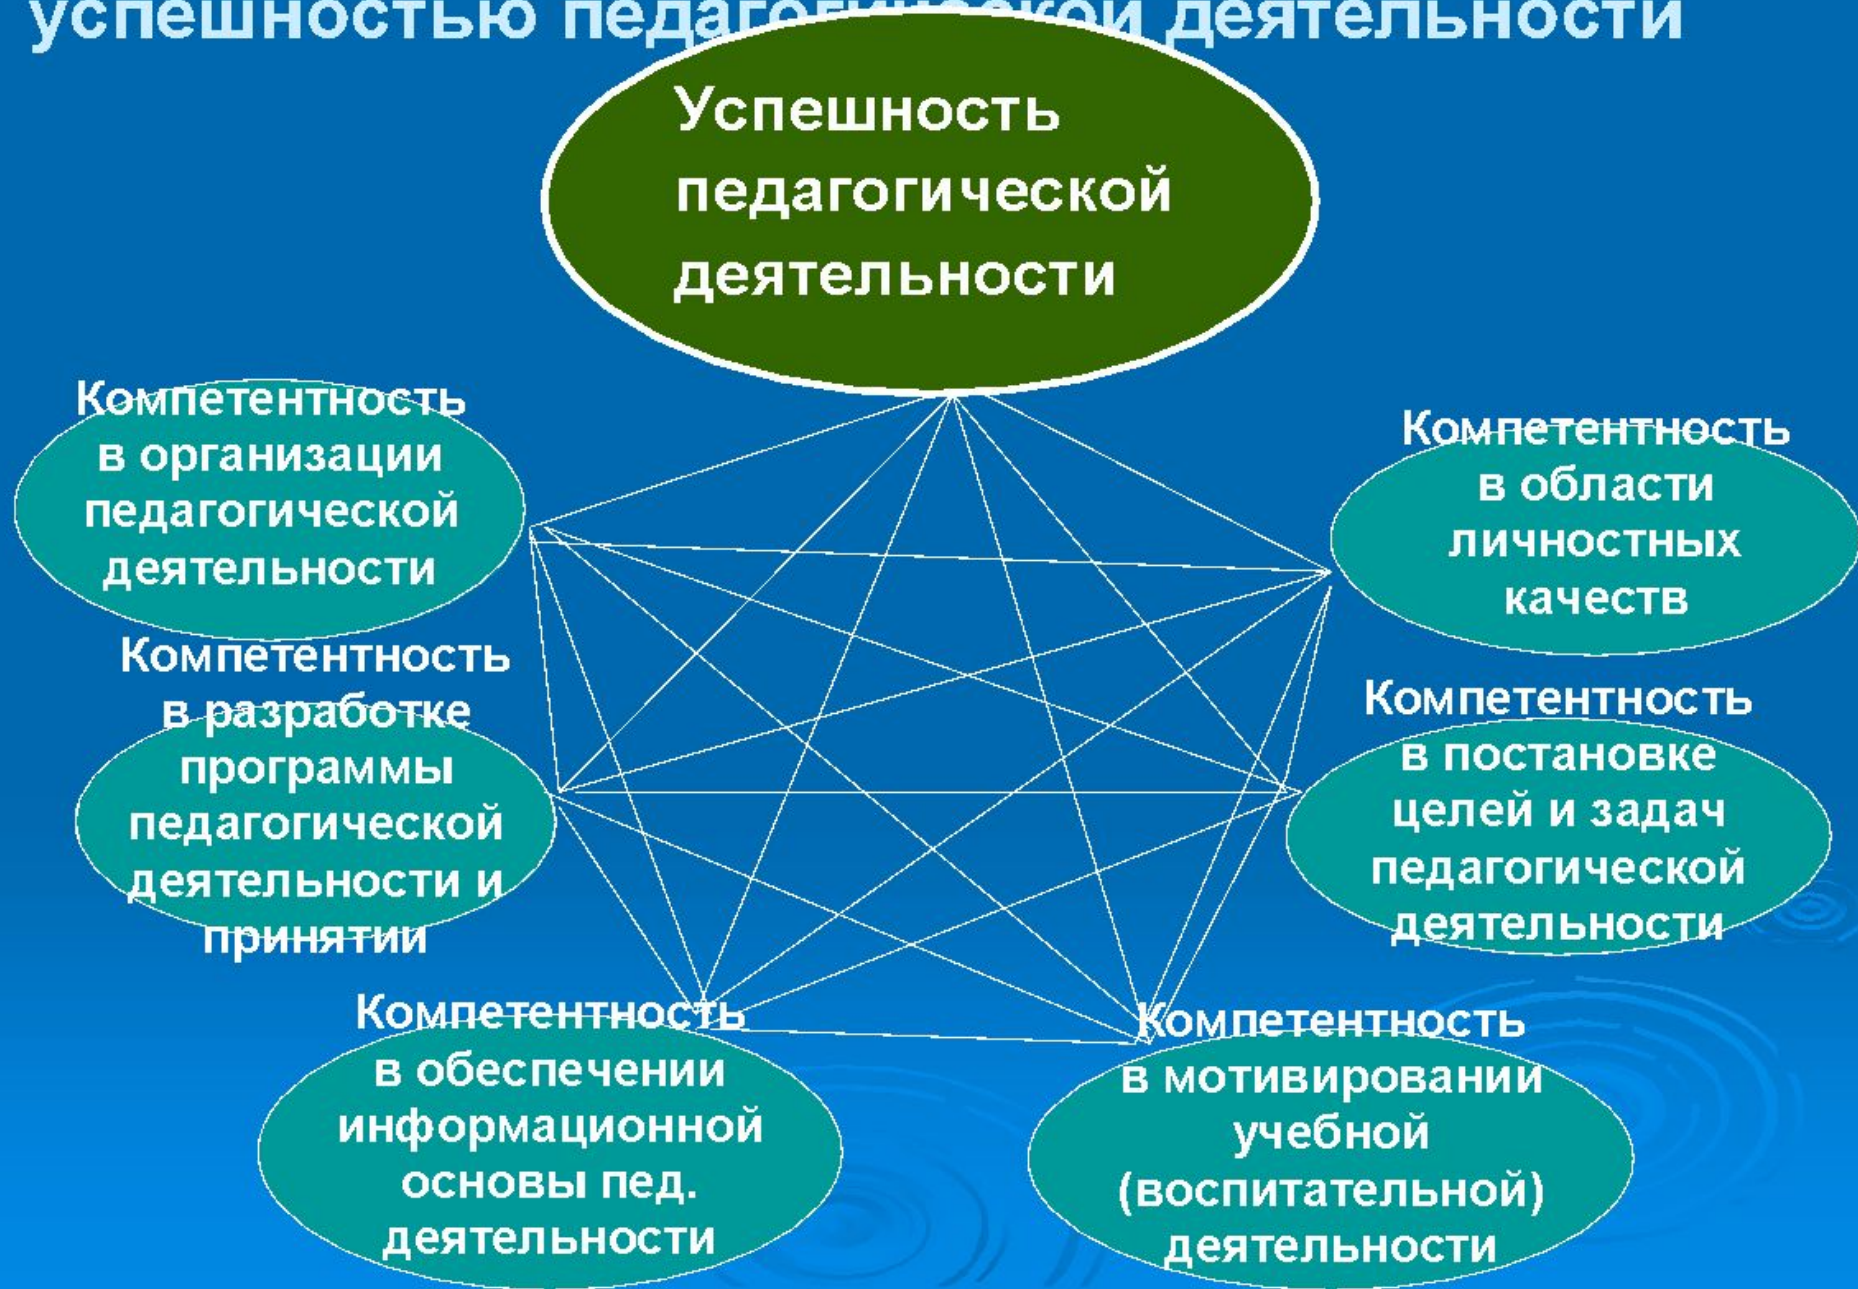 успешностью педагогической деятельности
Успешность
педагогической
деятельности
Компетентность
в организации
педагогической
деятельности
Компетентность
в области
личностных
качеств
Компетентность
в разработке
программы
педагогической
деятельности и
принятии
Компетентность
в постановке
целей и задач
педагогической
деятельности
Компетентность
в обеспечении
информационной
основы пед.
деятельности
Компетентность
в мотивировании
учебной
(воспитательной)
деятельности